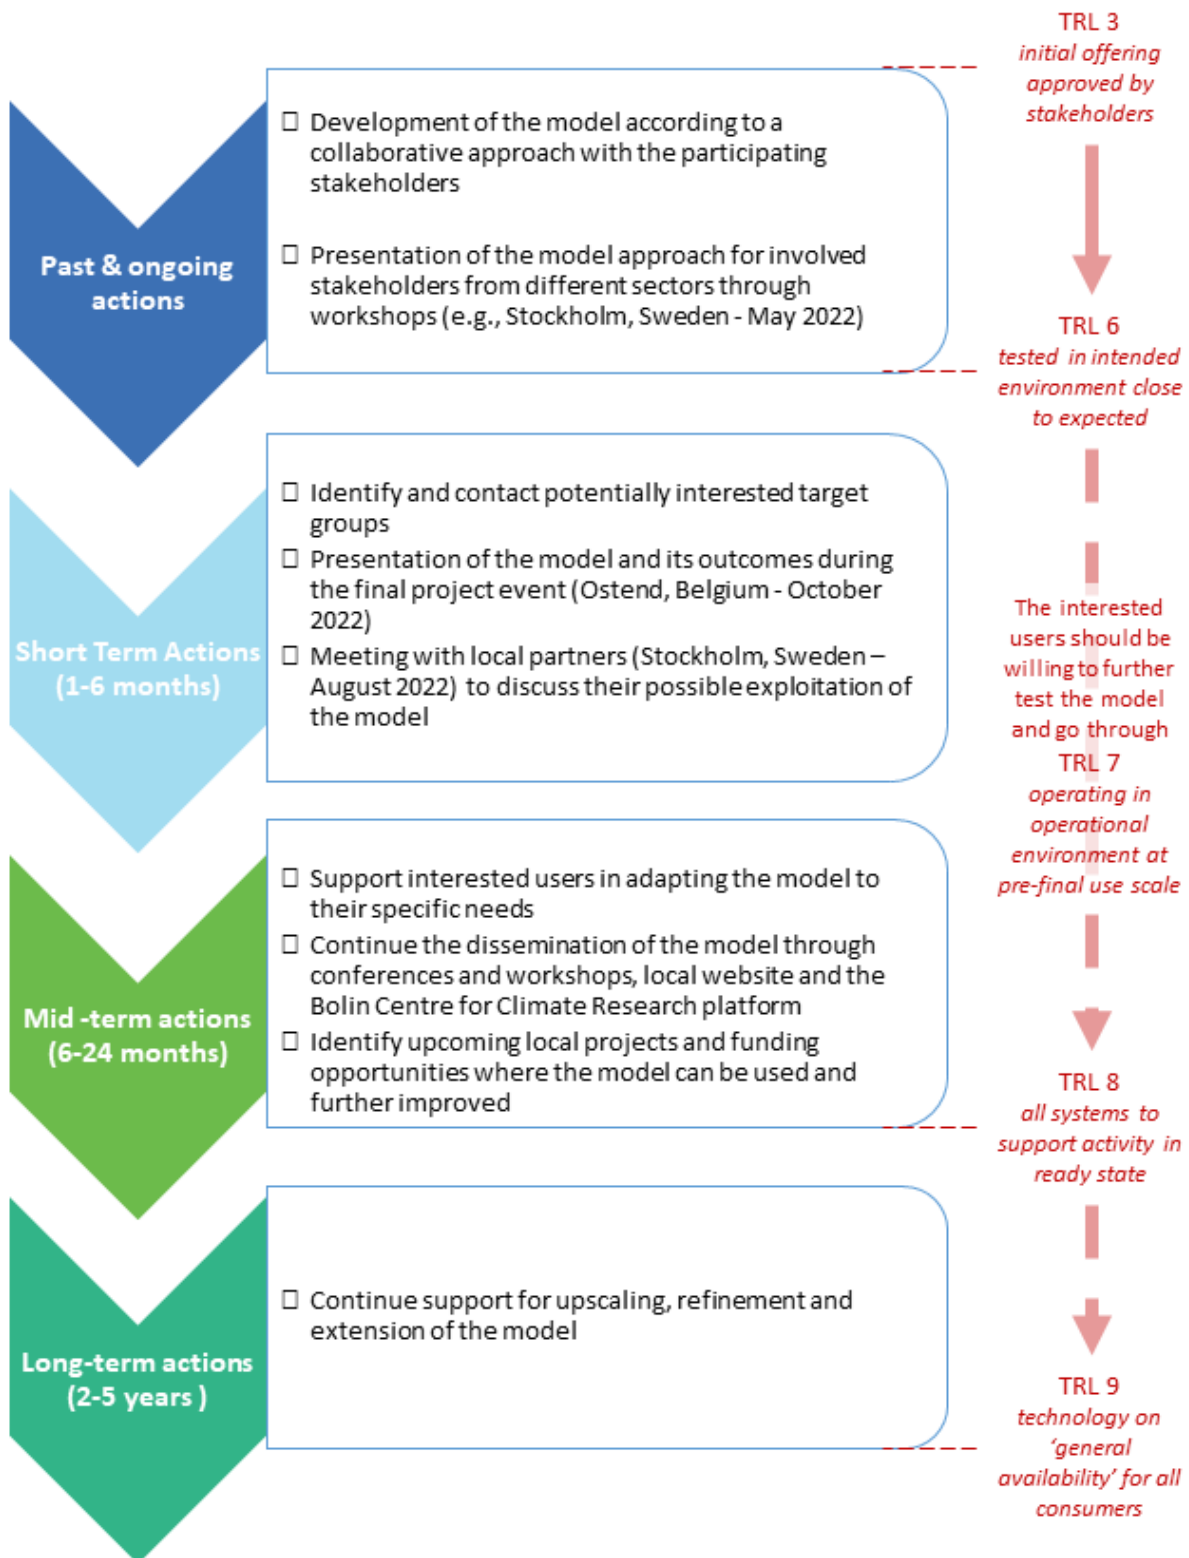 Past & ongoing
actions
☐ Development of the model according to a
collaborative approach with the participating
stakeholders
☐ Presentation of the model approach for involved
stakeholders from different sectors through
workshops (e.g., Stockholm, Sweden - May 2022)
TRL 3
initial offering
approved by
stakeholders
TRL 6
tested in intended
environment close
to expected
Short Term Actions
(1-6 months)
☐ Identify and contact potentially interested target
groups
☐ Presentation of the model and its outcomes during
the final project event (Ostend, Belgium - October
2022)
☐ Meeting with local partners (Stockholm, Sweden –
August 2022) to discuss their possible exploitation of
the model
The interested
users should be
willing to further
test the model
and go through
TRL 7
operating in
operational
environment at
pre-final use scale
Mid -term actions
(6-24 months)
☐ Support interested users in adapting the model to
their specific needs
☐ Continue the dissemination of the model through
conferences and workshops, local website and the
Bolin Centre for Climate Research platform
☐ Identify upcoming local projects and funding
opportunities where the model can be used and
further improved
TRL 8
all systems to
support activity in
ready state
Long-term actions
(2-5 years )
☐ Continue support for upscaling, refinement and
extension of the model
TRL 9
technology on
‘general
availability’ for all
consumers